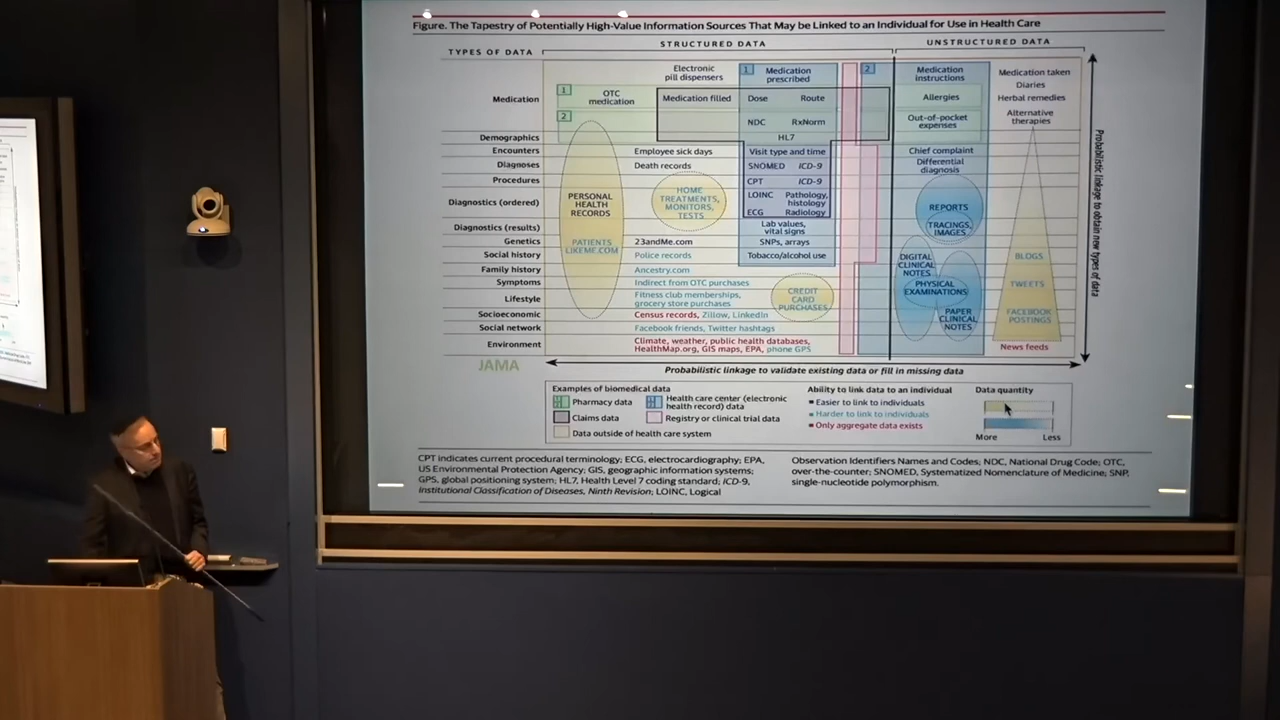 Figure. The Tapestry of Potentially High-Value Information Sources That May be Linked to an Individual for Use in Health Care
TYPES OF DATA
STRUCTURED DATA
UNSTRUCTURED DATA
Medication
Electronic
pill dispensers
1
Medication
prescribed
2
Medication
instructions
Medication taken
1
OTC
medication
Medication filled
Dose
Route
Allergies
Diaries
Herbal remedies
2
NDC
RxNorm
Out-of-pocket
expenses
Alternative
therapies
Demographics
HL7
Encounters
Employee sick days
Visit type and time
Chief complaint
Diagnoses
Death records
SNOMED
ICD-9
Differential
diagnosis
Procedures
CPT
ICD-9
Diagnostics (ordered)
PERSONAL
HEALTH
RECORDS
HOME
TREATMENTS,
MONITORS,
TESTS
LOINC
Pathology,
histology
ECG
Radiology
REPORTS
TRACINGS,
IMAGES
Diagnostics (results)
Lab values,
vital signs
Genetics
PATIENTS
LIKEME.COM
23andMe.com
SNPs, arrays
Social history
Police records
Tobacco/alcohol use
DIGITAL
CLINICAL
NOTES
BLOGS
Family history
Ancestry.com
Symptoms
Indirect from OTC purchases
PHYSICAL
EXAMINATIONS
TWEETS
Lifestyle
Fitness club memberships,
grocery store purchases
CREDIT
CARD
PURCHASES
Socioeconomic
Census records, Zillow, LinkedIn
PAPER
CLINICAL
NOTES
FACEBOOK
POSTINGS
Social network
Facebook friends, Twitter hashtags
Environment
Climate, weather, public health databases,
HealthMap.org, GIS maps, EPA, phone GPS
News feeds
Probabilistic linkage to obtain new types of data
JAMA
Probabilistic linkage to validate existing data or fill in missing data
Examples of biomedical data
Pharmacy data
Health care center (electronic
health record) data
Claims data
Registry or clinical trial data
Data outside of health care system
Ability to link data to an individual
Easier to link to individuals
Harder to link to individuals
Only aggregate data exists
Data quantity
More
Less
CPT indicates current procedural terminology; ECG, electrocardiography; EPA,
US Environmental Protection Agency; GIS, geographic information systems;
GPS, global positioning system; HL7, Health Level 7 coding standard; ICD-9,
Institutional Classification of Diseases, Ninth Revision; LOINC, Logical
Observation Identifiers Names and Codes; NDC, National Drug Code; OTC,
over-the-counter; SNOMED, Systematized Nomenclature of Medicine; SNP,
single-nucleotide polymorphism.